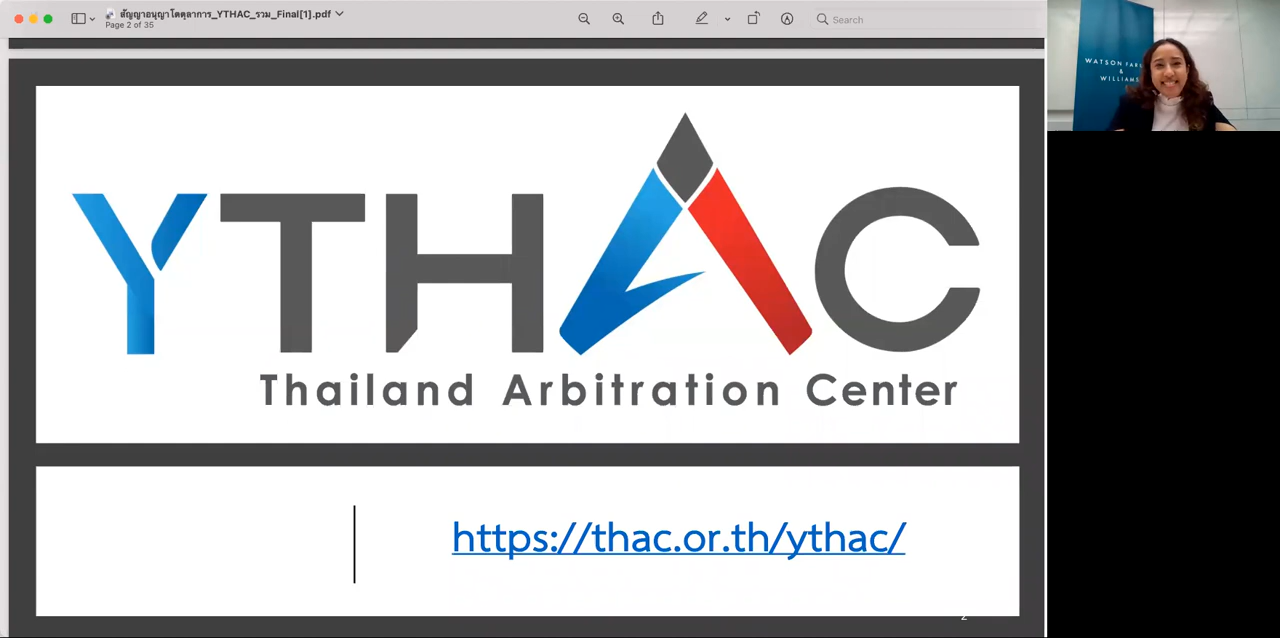 สัญญาอนุญาโตตุลาการ_YTHAC_รวม_Final[1].pdf
Page 2 of 35
Search
YTHAC
Thailand Arbitration Center
https://thac.or.th/ythac/
2
WATSON FAR
&
WILLIAMS